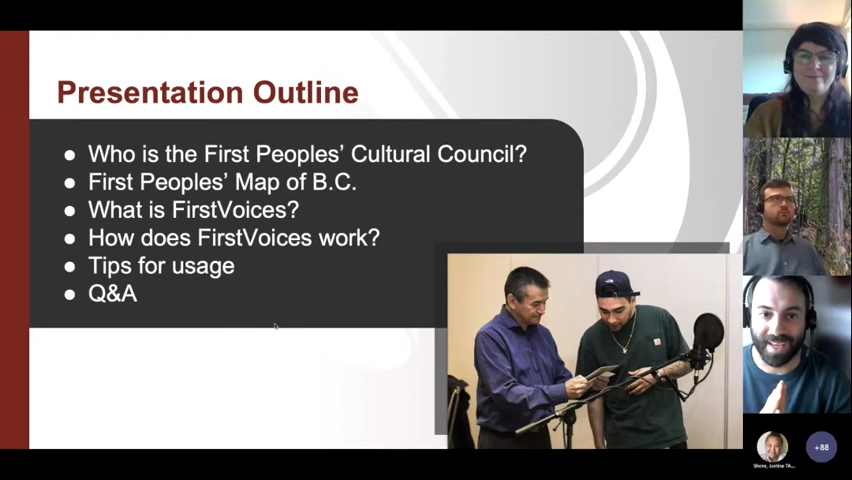 Presentation Outline
● Who is the First Peoples' Cultural Council?
● First Peoples' Map of B.C.
● What is FirstVoices?
● How does FirstVoices work?
● Tips for usage
● Q&A
+88